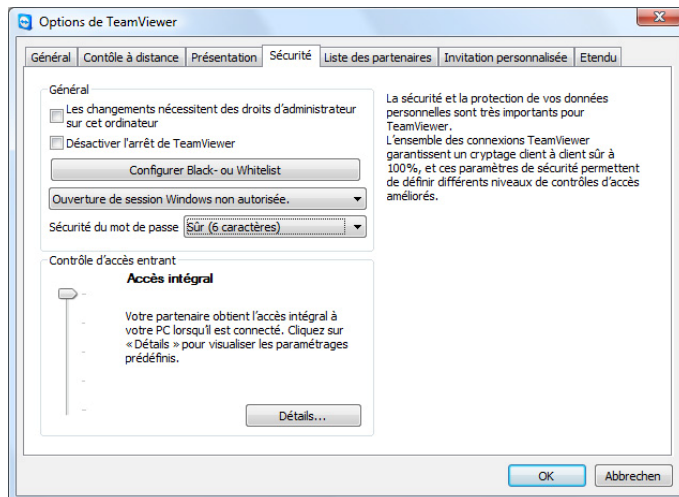 Options de TeamViewer
Général
Contôle à distance
Présentation
Sécurité
Liste des partenaires
Invitation personnalisée
Etendu
Général
Les changements nécessitent des droits d'administrateur
sur cet ordinateur
Désactiver l'arrêt de TeamViewer
Configurer Black- ou Whitelist
Ouverture de session Windows non autorisée.
Sécurité du mot de passe
Sûr (6 caractères)
Contrôle d'accès entrant
Accès intégral
Votre partenaire obtient l'accès intégral à
votre PC lorsqu'il est connecté. Cliquez sur
« Détails » pour visualiser les paramétrages
prédéfinis.
Détails...
La sécurité et la protection de vos données
personnelles sont très importants pour
TeamViewer.
L'ensemble des connexions TeamViewer
garantissent un cryptage client à client sûr à
100%, et ces paramètres de sécurité permettent
de définir différents niveaux de contrôles d'accès
améliorés.
OK
Abbrechen